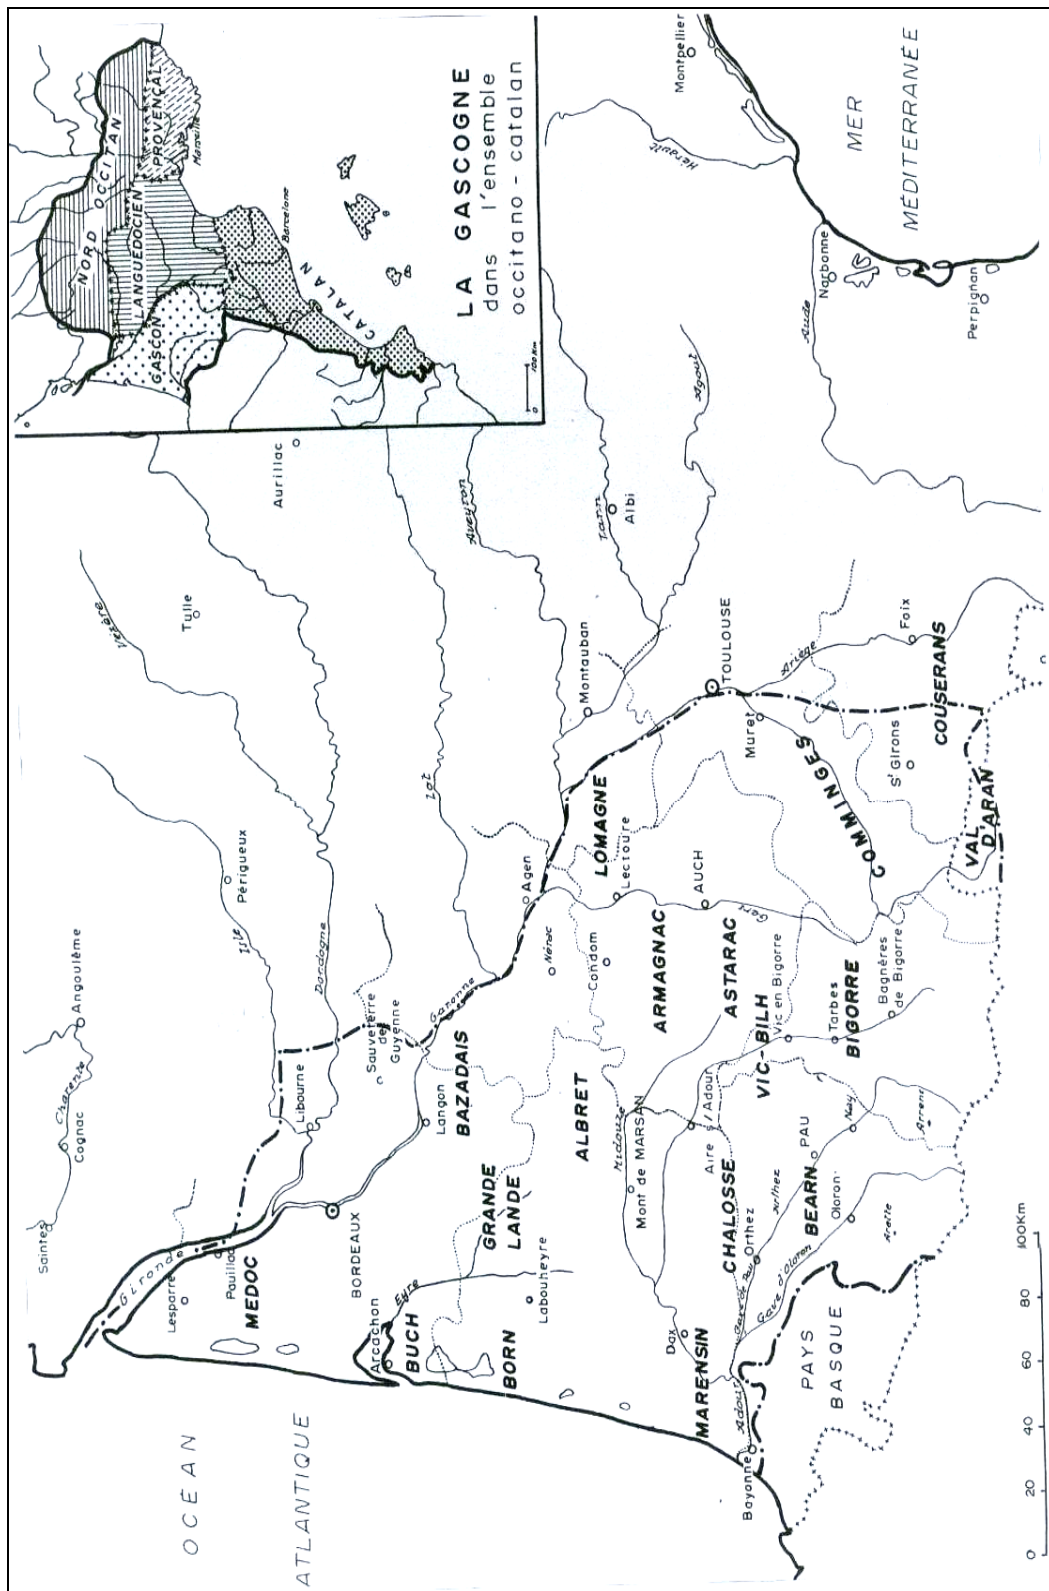 LA GASCOGNE
dans l'ensemble
occitano - catalan
NORD OCCITAN
LANGUEDOCIEN
PROVENÇAL
GASCON
CATALAN
Marseille
Barcelone
0 100 Km
OCÉAN
ATLANTIQUE
MER
MÉDITERRANÉE
Saintes
Cognac
Charente
Angoulême
Gironde
Lesparre
Pauillac
MEDOC
BORDEAUX
Libourne
Isle
Périgueux
Dordogne
Vézère
Tulle
Aurillac
Arcachon
BUCH
Eyre
BORN
GRANDE
LANDE
Labouheyre
Langon
BAZADAIS
Sauveterre
de
Guyenne
Garonne
Lot
Aveyron
Tarn
Albi
Agout
Agen
Nérac
Condom
ALBRET
Midouze
Mont de MARSAN
LOMAGNE
Lectoure
Montauban
TOULOUSE
ARMAGNAC
AUCH
Gers
ASTARAC
Muret
Ariège
Foix
COMMINGES
St Girons
COUSERANS
VAL
D'ARAN
Dax
MARENSIN
Adour
Bayonne
PAYS
BASQUE
CHALOSSE
Aire s/Adour
VIC-BILH
Vic en Bigorre
Tarbes
BIGORRE
Bagnères
de Bigorre
Gave de Pau
Orthez
Arthez
BEARN
PAU
Nay
Gave d'Oloron
Oloron
Arette
Arrens
Montpellier
Hérault
Narbonne
Aude
Perpignan
0 20 40 60 80 100Km